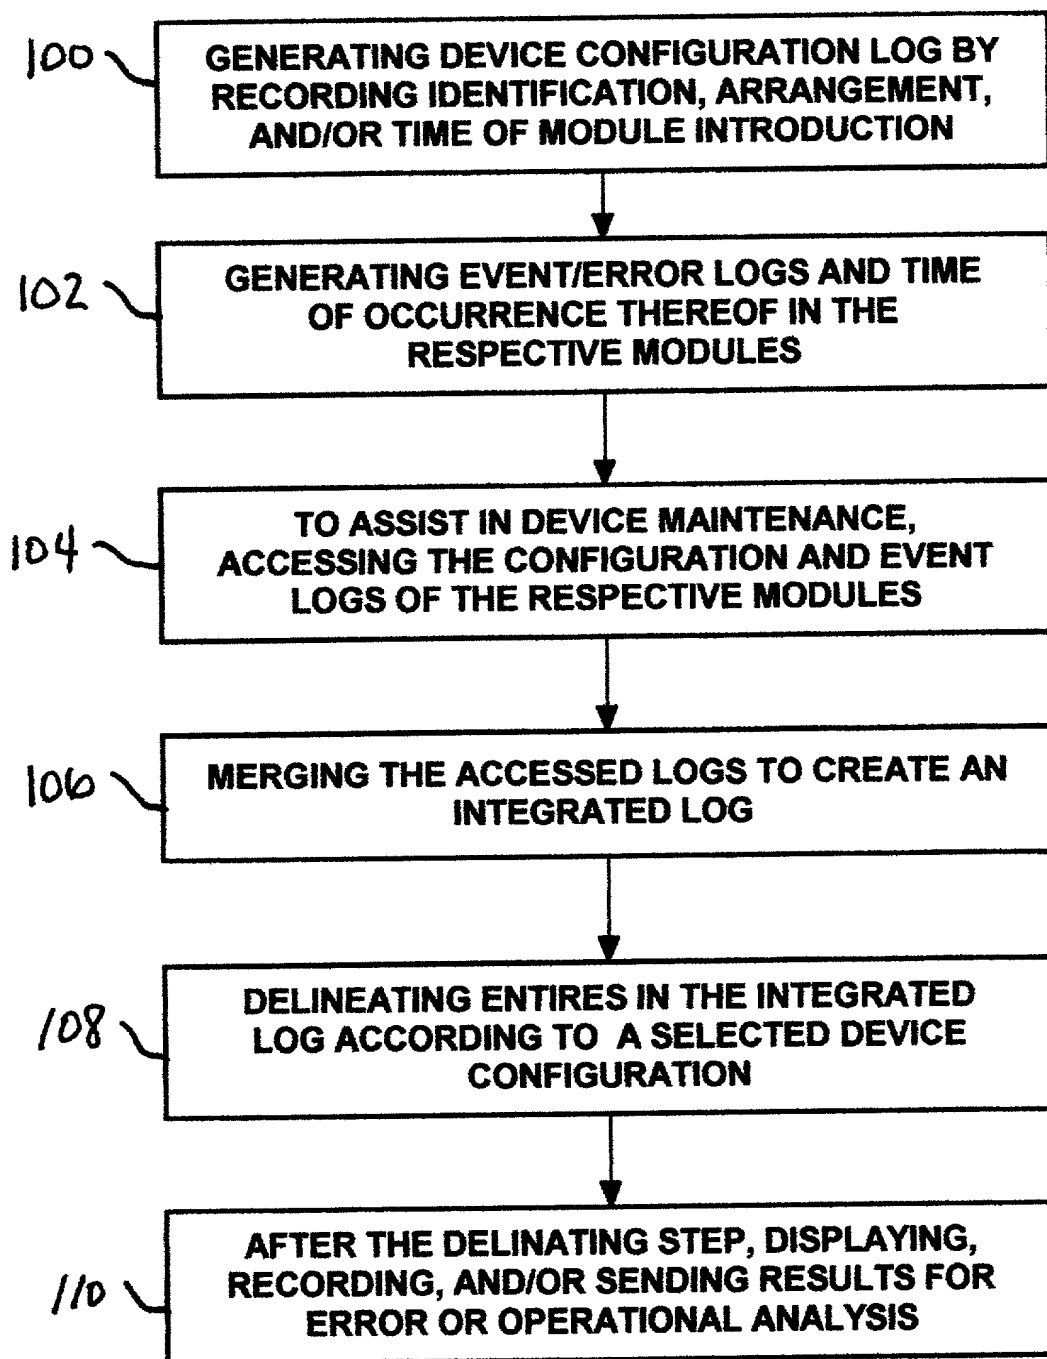 100
GENERATING DEVICE CONFIGURATION LOG BY
RECORDING IDENTIFICATION, ARRANGEMENT,
AND/OR TIME OF MODULE INTRODUCTION
102
GENERATING EVENT/ERROR LOGS AND TIME
OF OCCURRENCE THEREOF IN THE
RESPECTIVE MODULES
104
TO ASSIST IN DEVICE MAINTENANCE,
ACCESSING THE CONFIGURATION AND EVENT
LOGS OF THE RESPECTIVE MODULES
106
MERGING THE ACCESSED LOGS TO CREATE AN
INTEGRATED LOG
108
DELINEATING ENTIRES IN THE INTEGRATED
LOG ACCORDING TO A SELECTED DEVICE
CONFIGURATION
110
AFTER THE DELINATING STEP, DISPLAYING,
RECORDING, AND/OR SENDING RESULTS FOR
ERROR OR OPERATIONAL ANALYSIS